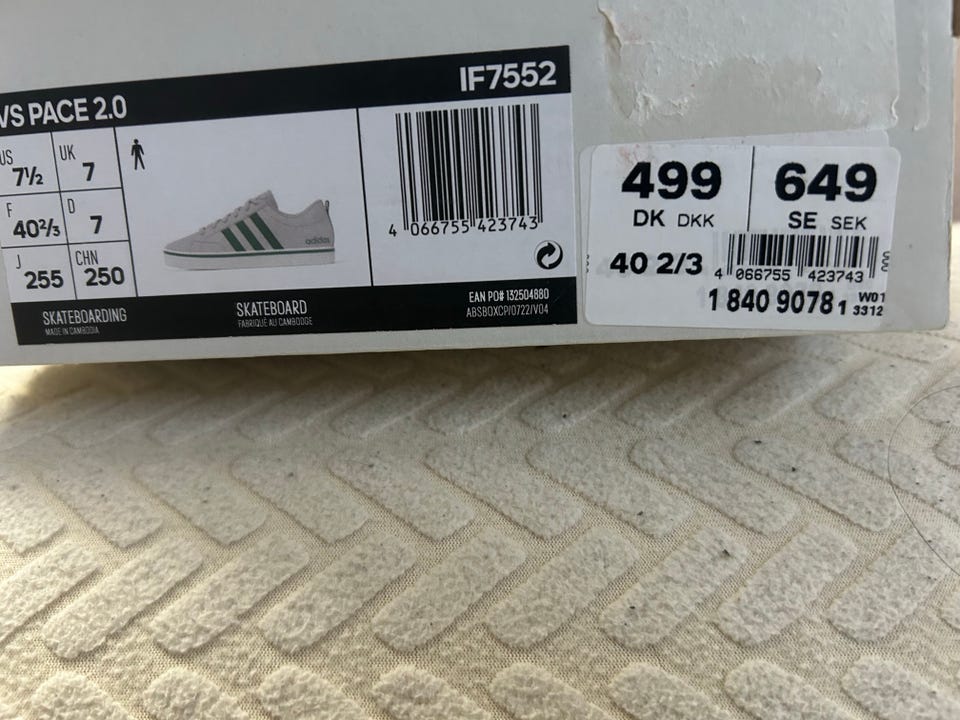 VS PACE 2.0
IF7552
US 7½
UK 7
F 40⅔
D 7
J 255
CHN 250
adidas
4 066755 423743
SKATEBOARDING
MADE IN CAMBODIA
SKATEBOARD
FABRIQUÉ AU CAMBODGE
EAN PO# 132504880
ABSBOXCP/0722/V04
499
DK DKK
649
SE SEK
40 2/3
4 066755 423743
1 840 9078 1
W01
3312